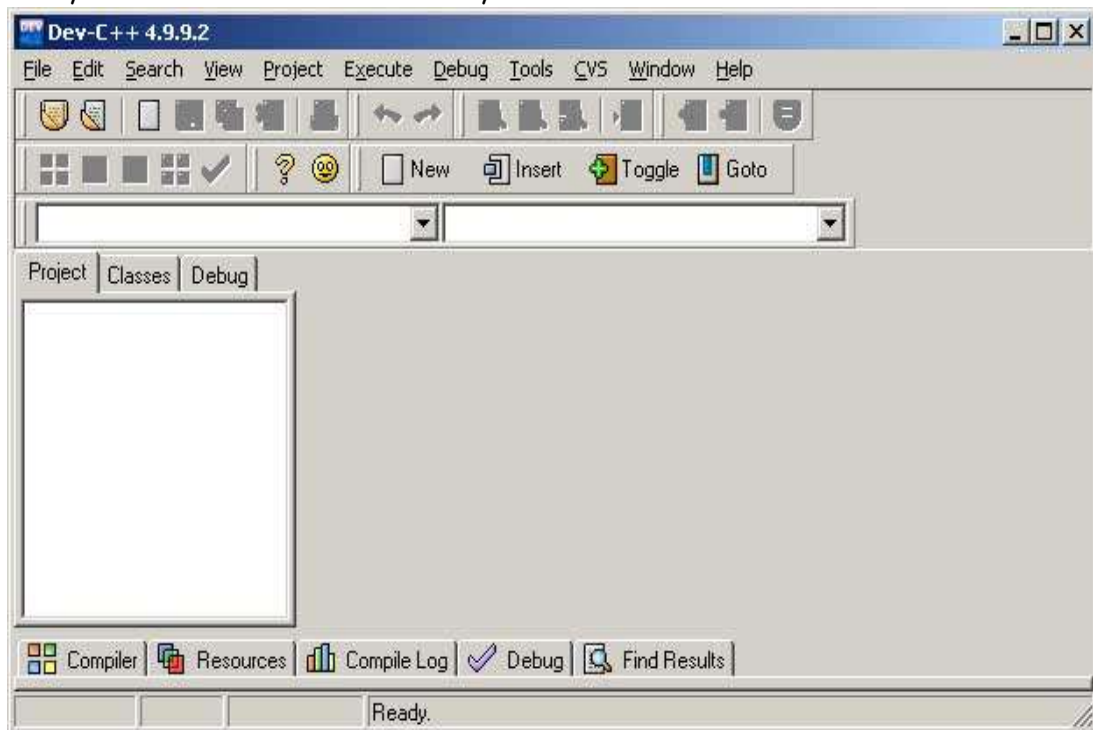 Dev-C++ 4.9.9.2
File Edit Search View Project Execute Debug Tools CVS Window Help
New Insert Toggle Goto
Project Classes Debug
Compiler Resources Compile Log Debug Find Results
Ready.